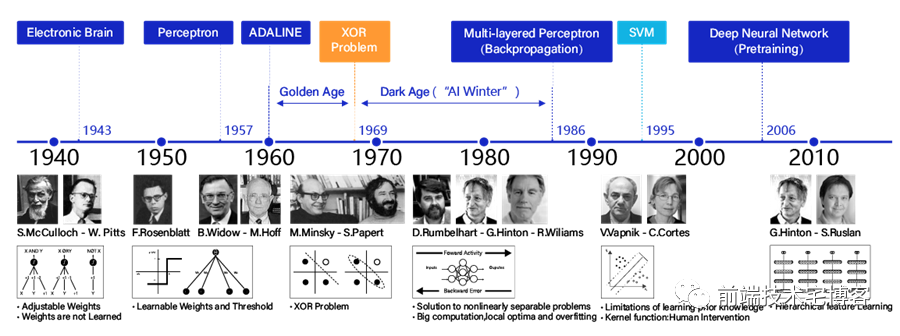 Electronic Brain
Perceptron
ADALINE
XOR
Problem
Multi-layered Perceptron
(Backpropagation)
SVM
Deep Neural Network
(Pretraining)
Golden Age
Dark Age ( “AI Winter” )
1943
1957
1969
1986
1995
2006
1940
1950
1960
1970
1980
1990
2000
2010
S.McCulloch - W. Pitts
F.Rosenblatt
B.Widow - M.Hoff
M.Minsky - S.Papert
D.Rumbelhart - G.Hinton - R.Wiliams
V.Vapnik - C.Cortes
G.Hinton - S.Ruslan
X AND Y
X OR Y
NOT X
Foward Activity
Backward Error
• Adjustable Weights
• Weights are not Learned
• Learnable Weights and Threshold
• XOR Problem
• Solution to nonlinearly separable problems
• Big computation,local optima and overfitting
• Limitations of learning prior knowledge
• Kernel function:Human Intervention
• Hierarchical feature Learning
前端技术毛博客